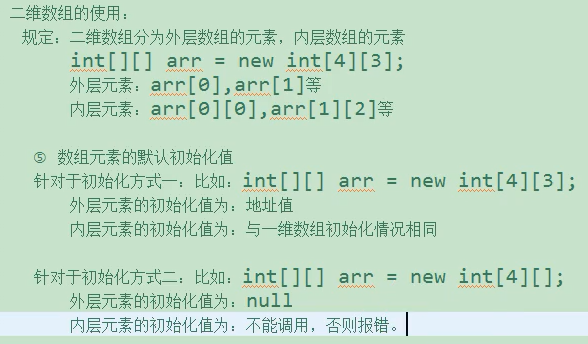 二维数组的使用：
规定：二维数组分为外层数组的元素，内层数组的元素
int[][] arr = new int[4][3];
外层元素：arr[0],arr[1]等
内层元素：arr[0][0],arr[1][2]等
⑤ 数组元素的默认初始化值
针对于初始化方式一：比如：int[][] arr = new int[4][3];
外层元素的初始化值为：地址值
内层元素的初始化值为：与一维数组初始化情况相同
针对于初始化方式二：比如：int[][] arr = new int[4][];
外层元素的初始化值为：null
内层元素的初始化值为：不能调用，否则报错。